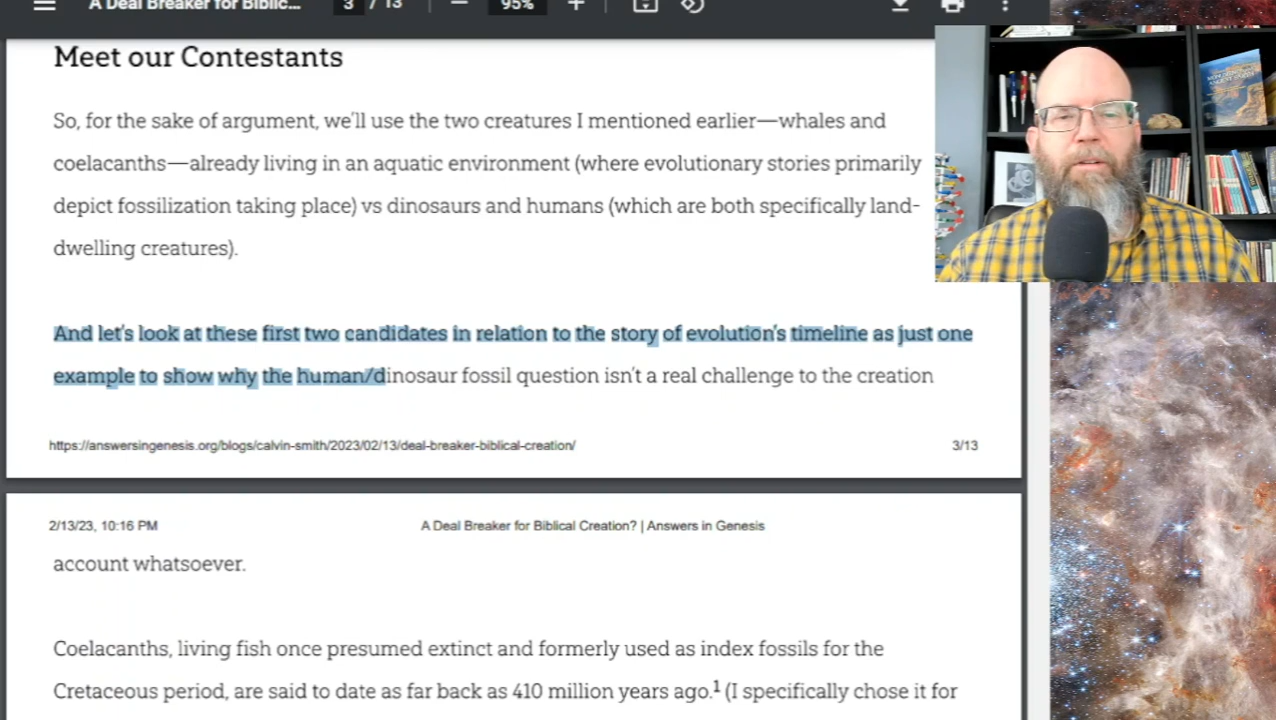 A Deal Breaker for Biblic...
3 / 13
95%
Meet our Contestants
So, for the sake of argument, we'll use the two creatures I mentioned earlier—whales and
coelacanths—already living in an aquatic environment (where evolutionary stories primarily
depict fossilization taking place) vs dinosaurs and humans (which are both specifically land-
dwelling creatures).
And let's look at these first two candidates in relation to the story of evolution's timeline as just one
example to show why the human/dinosaur fossil question isn't a real challenge to the creation
https://answersingenesis.org/blogs/calvin-smith/2023/02/13/deal-breaker-biblical-creation/
3/13
2/13/23, 10:16 PM
A Deal Breaker for Biblical Creation? | Answers in Genesis
account whatsoever.
Coelacanths, living fish once presumed extinct and formerly used as index fossils for the
Cretaceous period, are said to date as far back as 410 million years ago.¹ (I specifically chose it for